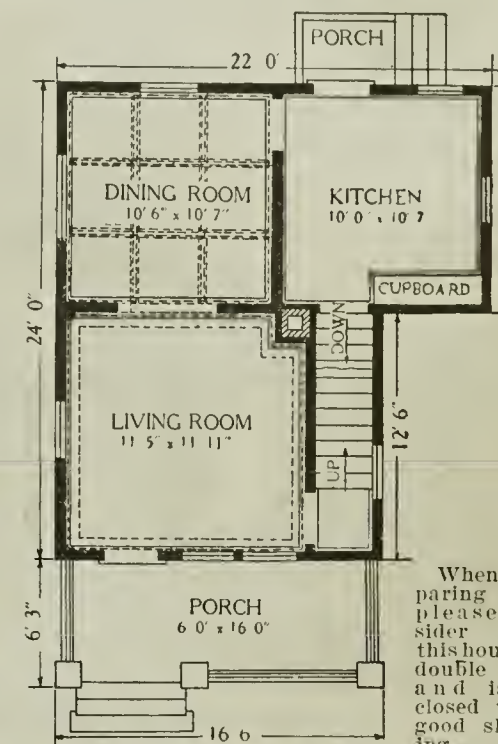 PORCH
22' 0"
DINING ROOM
10' 6" x 10' 7"
KITCHEN
10' 0" x 10' 7
CUPBOARD
24' 0"
DOWN
LIVING ROOM
11' 5" x 11' 11"
UP
12' 6"
PORCH
6' 0" x 16' 0"
6' 3"
16' 6
When
paring
please
sider
this hou
double
and i
closed
good sh
ing